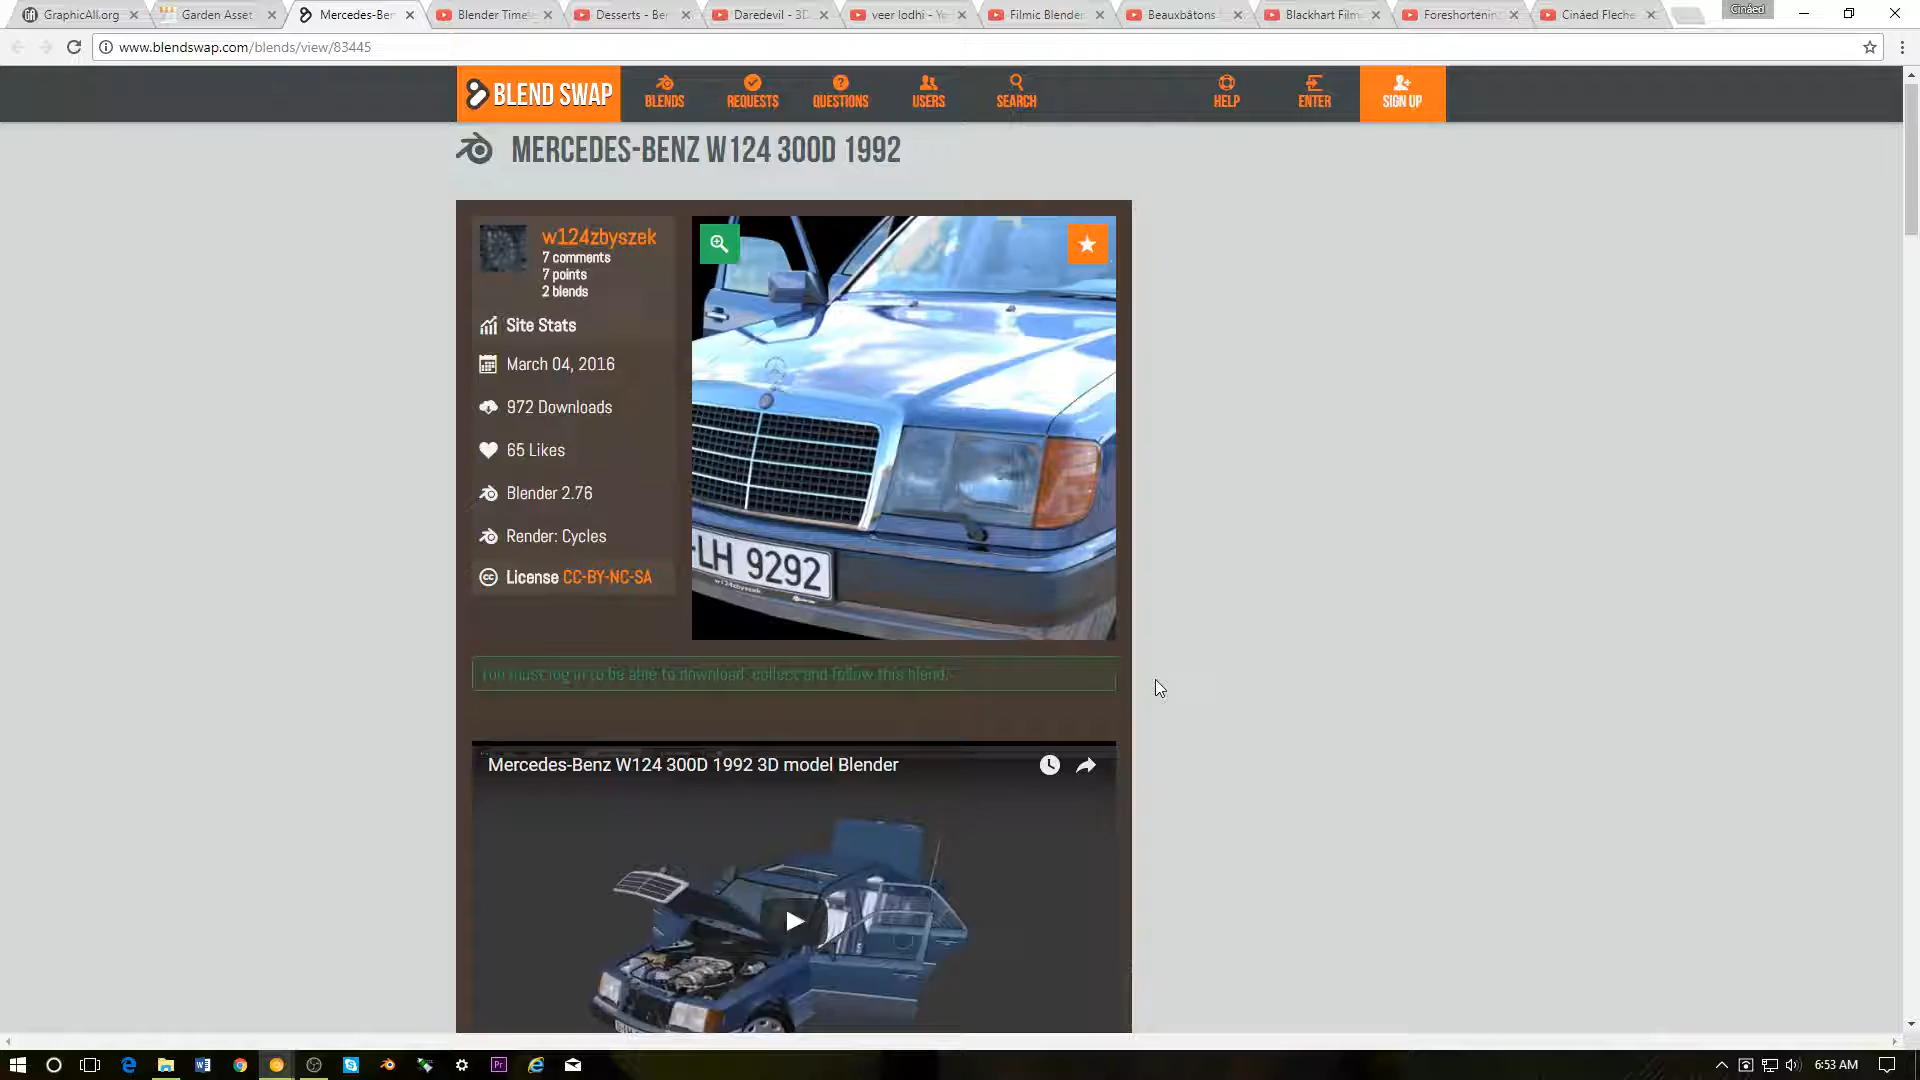 GraphicAll.org
Garden Asset
Mercedes-Ben
Blender Time
Desserts - Be
Daredevil - 3D
veer lodhi - Y
Filmic Blender
Beauxbâtons
Blackhart Film
Foreshortenin
Cináed Fleche
Cináed
www.blendswap.com/blends/view/83445
BLEND SWAP
BLENDS
REQUESTS
QUESTIONS
USERS
SEARCH
HELP
ENTER
SIGN UP
MERCEDES-BENZ W124 300D 1992
w124zbyszek
7 comments
7 points
2 blends
Site Stats
March 04, 2016
972 Downloads
65 Likes
Blender 2.76
Render: Cycles
License CC-BY-NC-SA
LH 9292
w124zbyszek
You must log in to be able to download, collect and follow this blend.
Mercedes-Benz W124 300D 1992 3D model Blender
6:53 AM